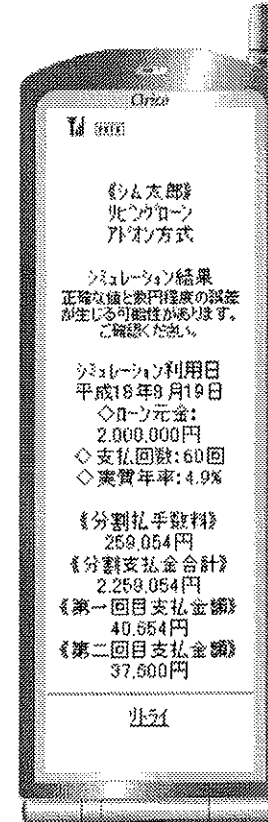 Orico
《シム太郎》
リビングローン
アドオン方式
シミュレーション結果
正確な値と数円程度の誤差
が生じる可能性があります。
ご確認ください。
シミュレーション利用日
平成18年9月19日
◇ローン元金:
2,000,000円
◇支払回数:60回
◇実質年率:4.9%
《分割払手数料》
259,054円
《分割支払金合計》
2,259,054円
《第一回目支払金額》
40,654円
《第二回目支払金額》
37,600円
リトライ